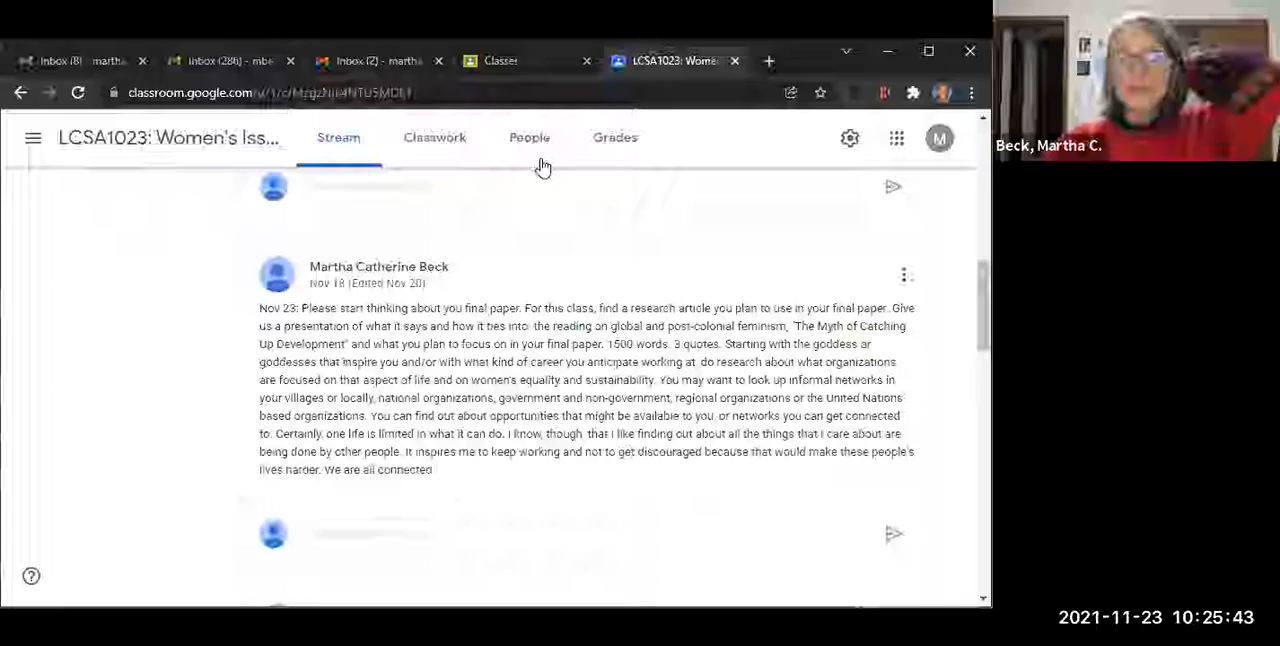 Inbox (8) martha
Inbox (286) - mbe
Inbox (2) - martha
Classes
LCSA1023: Wome
classroom.google.com
LCSA1023: Women's Iss...
Stream
Classwork
People
Grades
M
Beck, Martha C.
Martha Catherine Beck
Nov 18 (Edited Nov 20)
Nov 23: Please start thinking about you final paper. For this class, find a research article you plan to use in your final paper. Give
us a presentation of what it says and how it ties into the reading on global and post-colonial feminism, "The Myth of Catching
Up Development" and what you plan to focus on in your final paper. 1500 words. 3 quotes. Starting with the goddess or
goddesses that inspire you and/or with what kind of career you anticipate working at, do research about what organizations
are focused on that aspect of life and on women's equality and sustainability. You may want to look up informal networks in
your villages or locally, national organizations, government and non-government, regional organizations or the United Nations
based organizations. You can find out about opportunities that might be available to you, or networks you can get connected
to. Certainly, one life is limited in what it can do. I know, though, that I like finding out about all the things that I care about are
being done by other people. It inspires me to keep working and not to get discouraged because that would make these people's
lives harder. We are all connected
2021-11-23 10:25:43